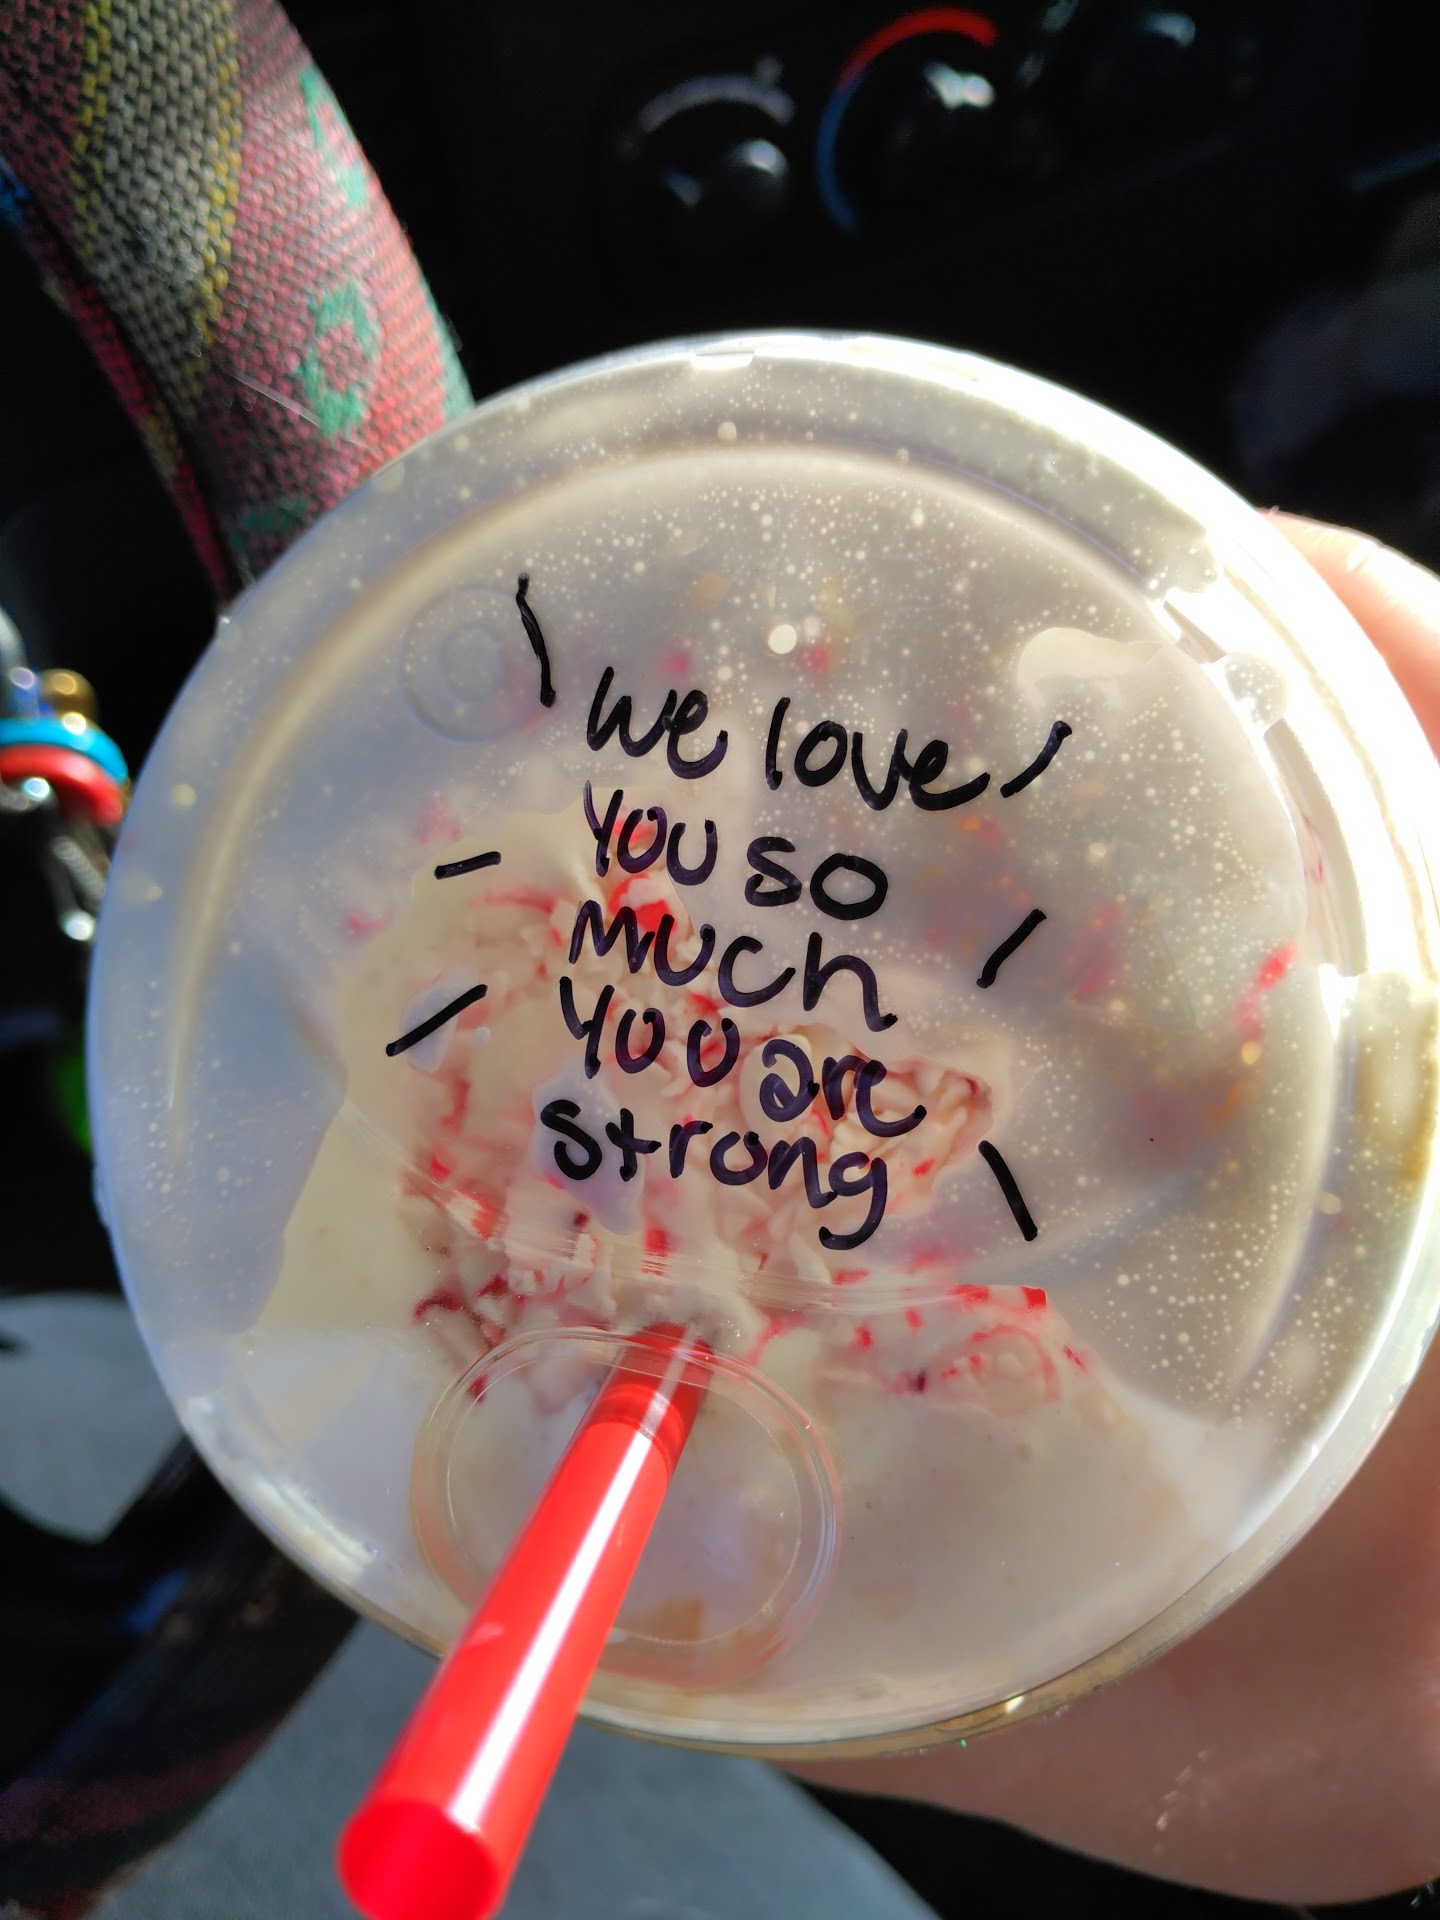 we love
you so
much
you are
strong